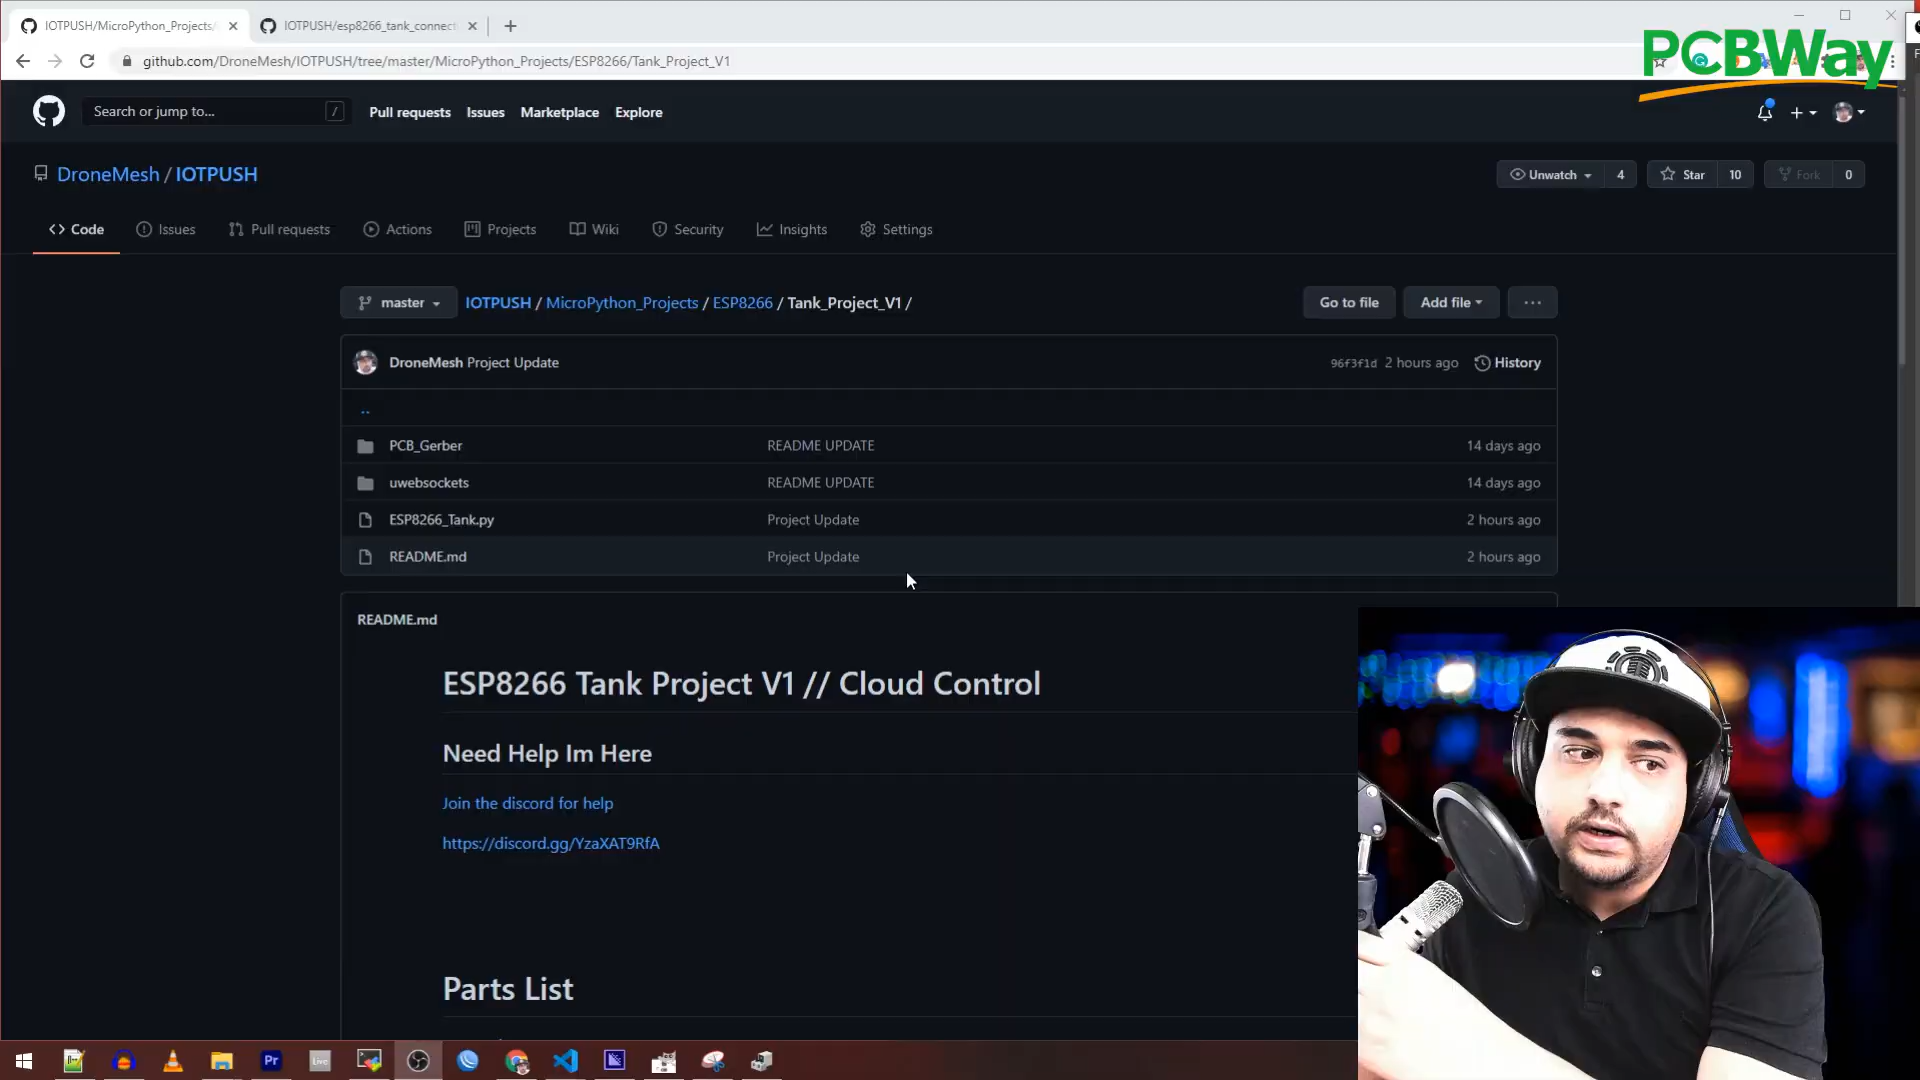 IOTPUSH/MicroPython_Projects/
IOTPUSH/esp8266_tank_connect
github.com/DroneMesh/IOTPUSH/tree/master/MicroPython_Projects/ESP8266/Tank_Project_V1
PCBWay
Search or jump to...
/
Pull requests
Issues
Marketplace
Explore
DroneMesh / IOTPUSH
Unwatch 4
Star 10
Fork 0
Code
Issues
Pull requests
Actions
Projects
Wiki
Security
Insights
Settings
master
IOTPUSH / MicroPython_Projects / ESP8266 / Tank_Project_V1 /
Go to file
Add file
...
DroneMesh Project Update
96f3f1d 2 hours ago
History
..
PCB_Gerber README UPDATE 14 days ago
uwebsockets README UPDATE 14 days ago
ESP8266_Tank.py Project Update 2 hours ago
README.md Project Update 2 hours ago
README.md
ESP8266 Tank Project V1 // Cloud Control
Need Help Im Here
Join the discord for help
https://discord.gg/YzaXAT9RfA
Parts List
Pr
Live